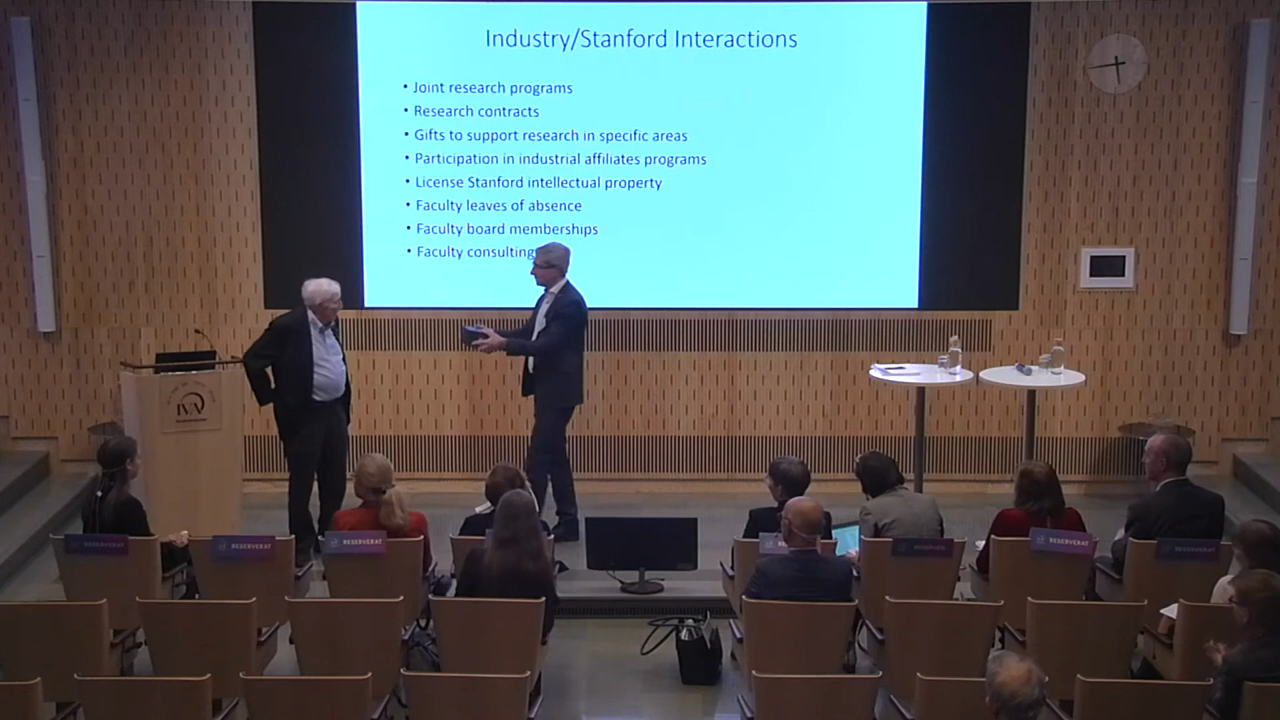 Industry/Stanford Interactions
• Joint research programs
• Research contracts
• Gifts to support research in specific areas
• Participation in industrial affiliates programs
• License Stanford intellectual property
• Faculty leaves of absence
• Faculty board memberships
• Faculty consulting
IVA
RESERVERAT
RESERVERAT
RESERVERAT
RESERVERAT